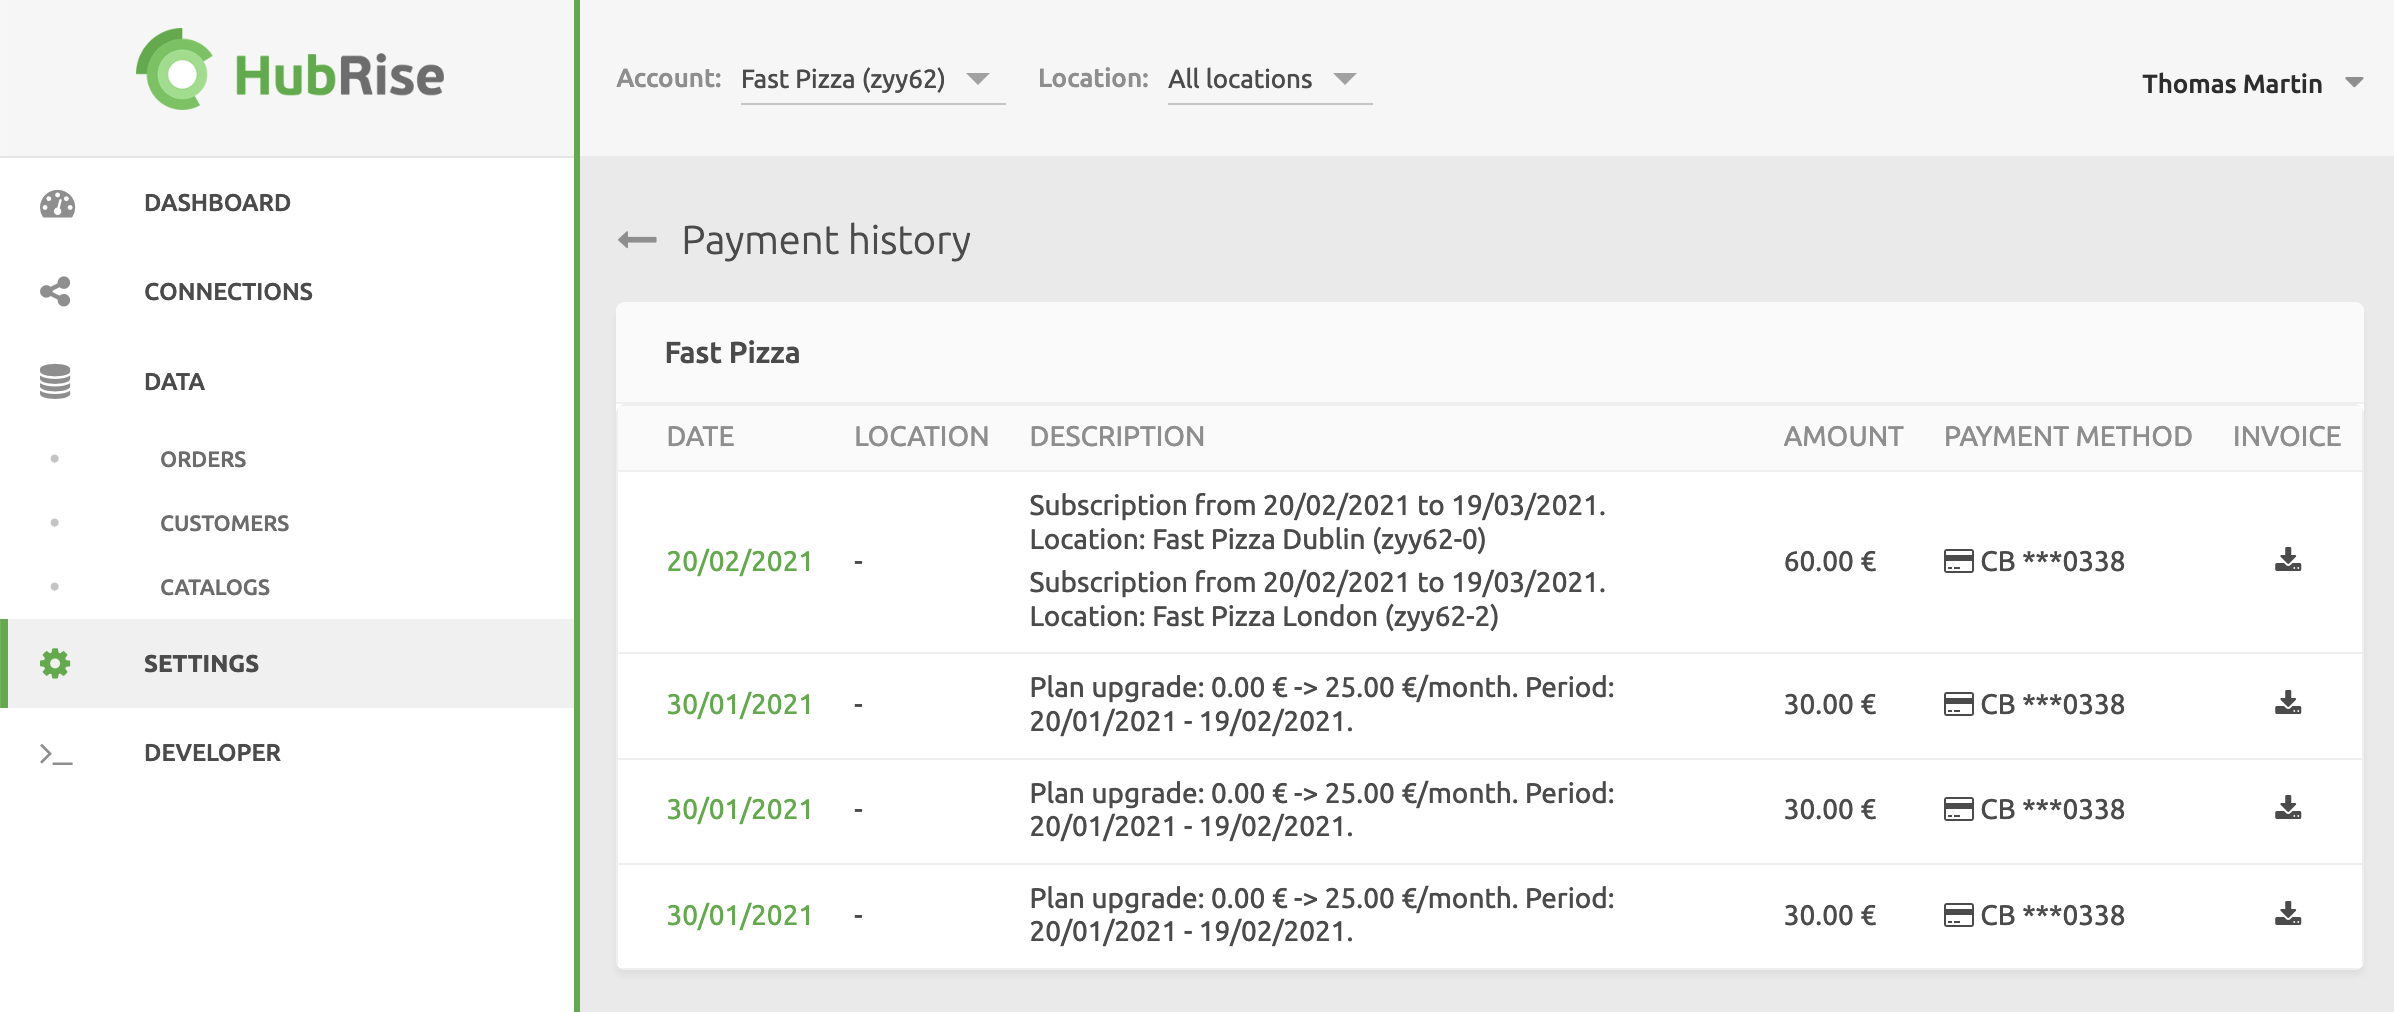 HubRise
Account: Fast Pizza (zyy62) Location: All locations
Thomas Martin
DASHBOARD
CONNECTIONS
DATA
ORDERS
CUSTOMERS
CATALOGS
SETTINGS
DEVELOPER
Payment history
Fast Pizza
DATE LOCATION DESCRIPTION AMOUNT PAYMENT METHOD INVOICE
Subscription from 20/02/2021 to 19/03/2021.
Location: Fast Pizza Dublin (zyy62-0)
20/02/2021 - 60.00 € CB ***0338
Subscription from 20/02/2021 to 19/03/2021.
Location: Fast Pizza London (zyy62-2)
Plan upgrade: 0.00 € -> 25.00 €/month. Period:
30/01/2021 - 30.00 € CB ***0338
20/01/2021 - 19/02/2021.
Plan upgrade: 0.00 € -> 25.00 €/month. Period:
30/01/2021 - 30.00 € CB ***0338
20/01/2021 - 19/02/2021.
Plan upgrade: 0.00 € -> 25.00 €/month. Period:
30/01/2021 - 30.00 € CB ***0338
20/01/2021 - 19/02/2021.